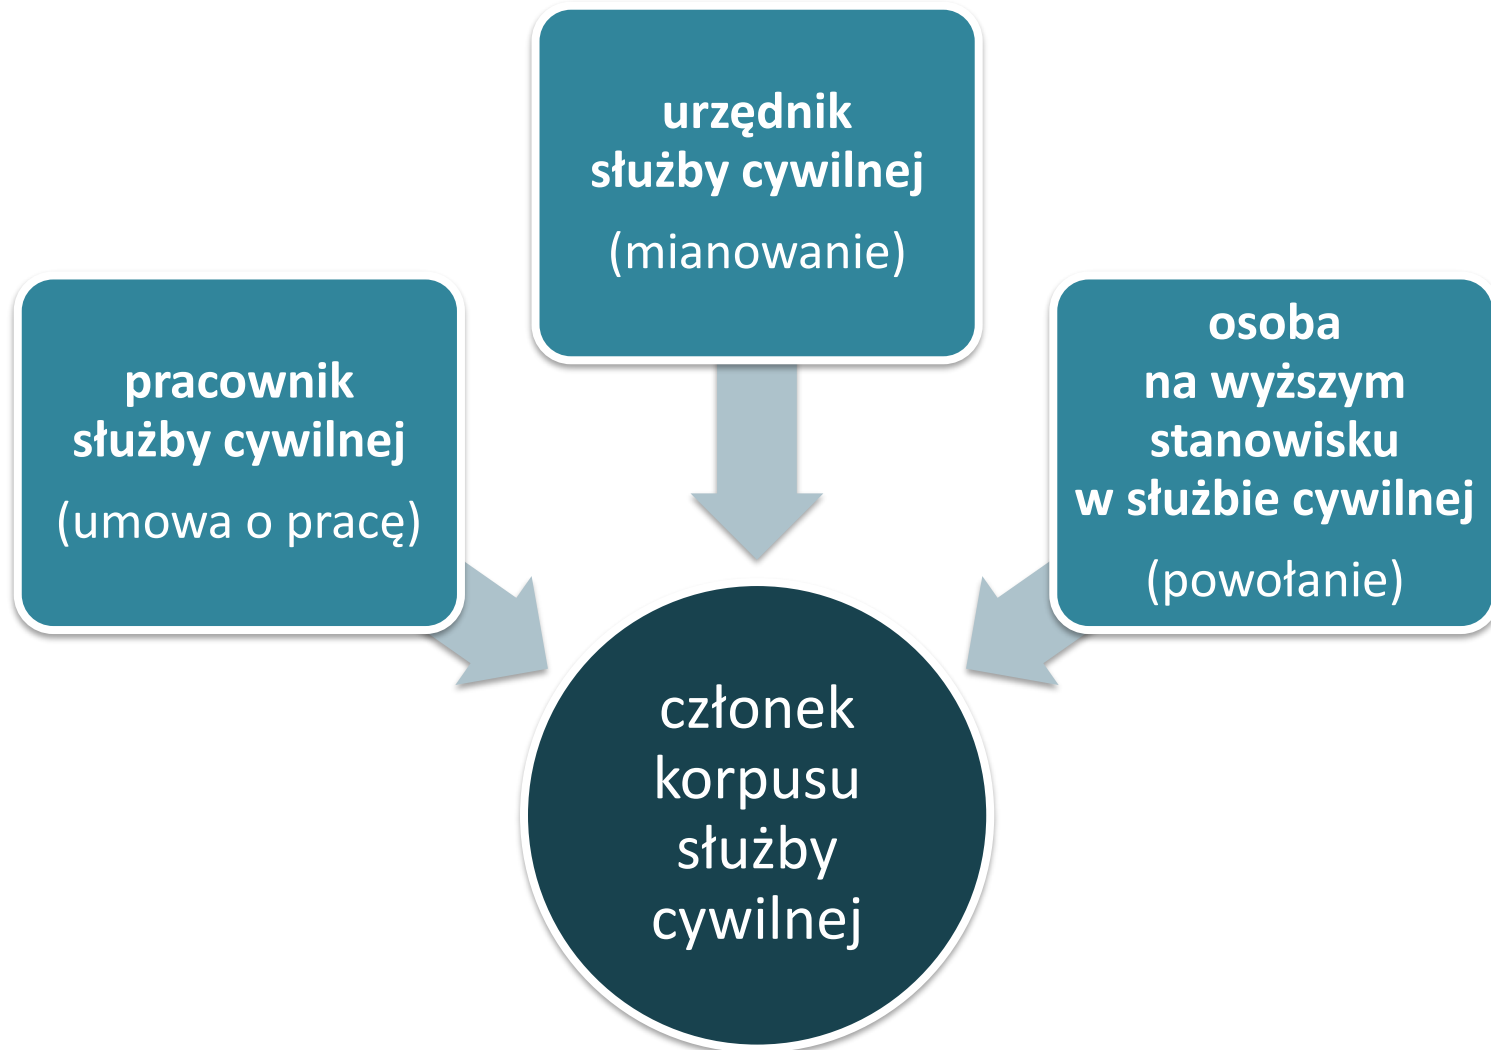 urzędnik
służby cywilnej
(mianowanie)
pracownik
służby cywilnej
(umowa o pracę)
osoba
na wyższym
stanowisku
w służbie cywilnej
(powołanie)
członek
korpusu
służby
cywilnej